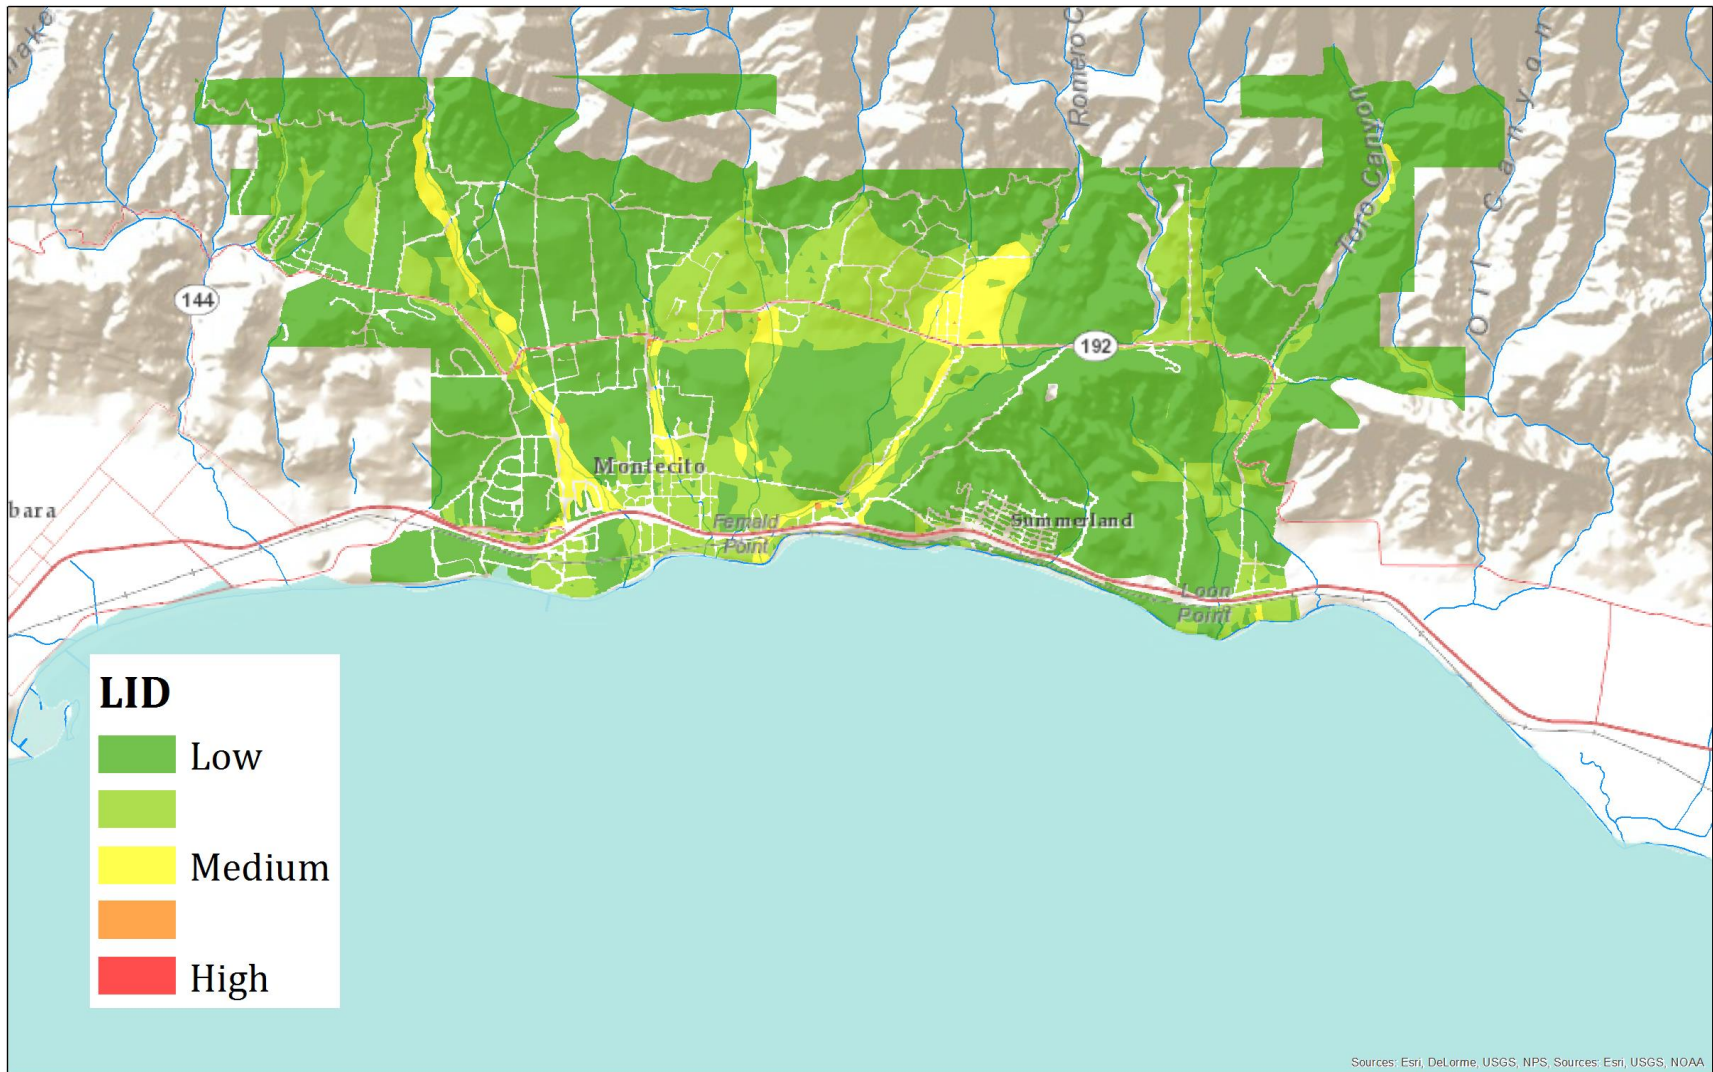 Romero C
Toro Canyon
Oil Canyon
144
192
Montecito
bara
Fernald
Point
Summerland
Loon
Point
LID
Low
Medium
High
Sources: Esri, DeLorme, USGS, NPS, Sources: Esri, USGS, NOAA